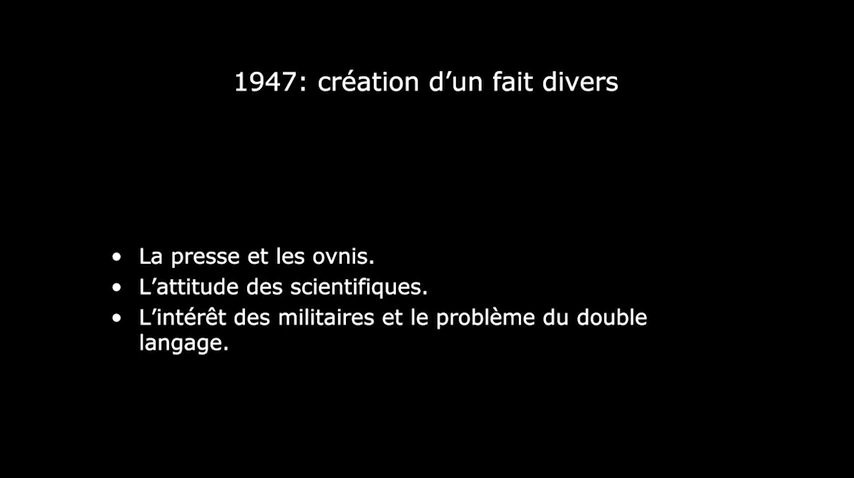 1947: création d’un fait divers
• La presse et les ovnis.
• L’attitude des scientifiques.
• L’intérêt des militaires et le problème du double
langage.